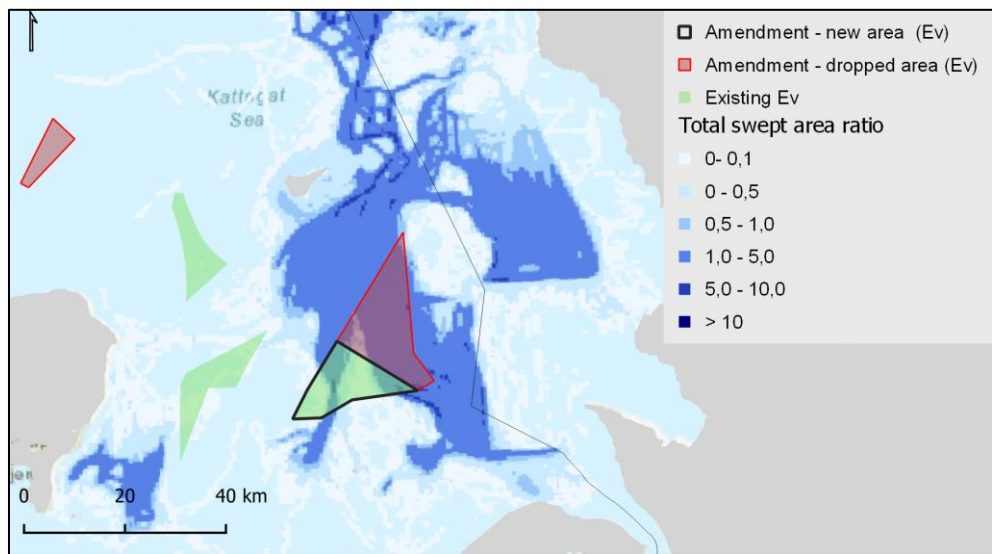 Kattegat
Sea
0 20 40 km
Amendment - new area (Ev)
Amendment - dropped area (Ev)
Existing Ev
Total swept area ratio
0- 0,1
0 - 0,5
0,5 - 1,0
1,0 - 5,0
5,0 - 10,0
> 10